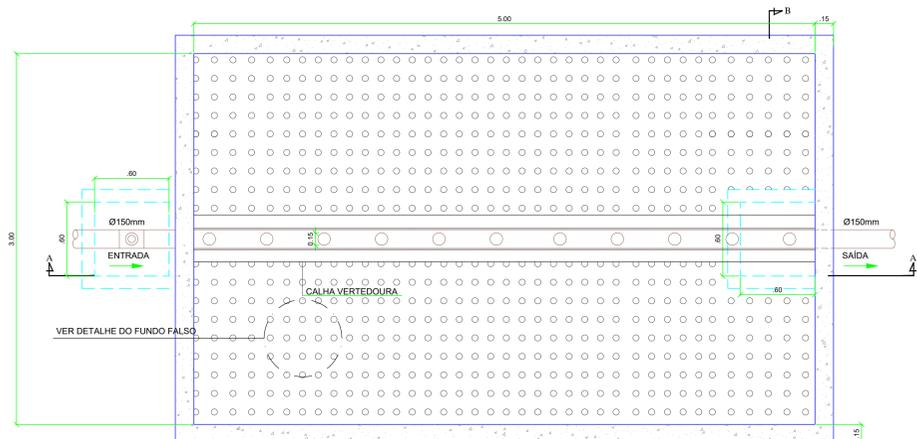 B
5.00
.15
.60
Ø150mm
.60
3.00
ENTRADA
A
0.15
.60
Ø150mm
SAÍDA
A
.60
CALHA VERTEDOURA
VER DETALHE DO FUNDO FALSO
.15